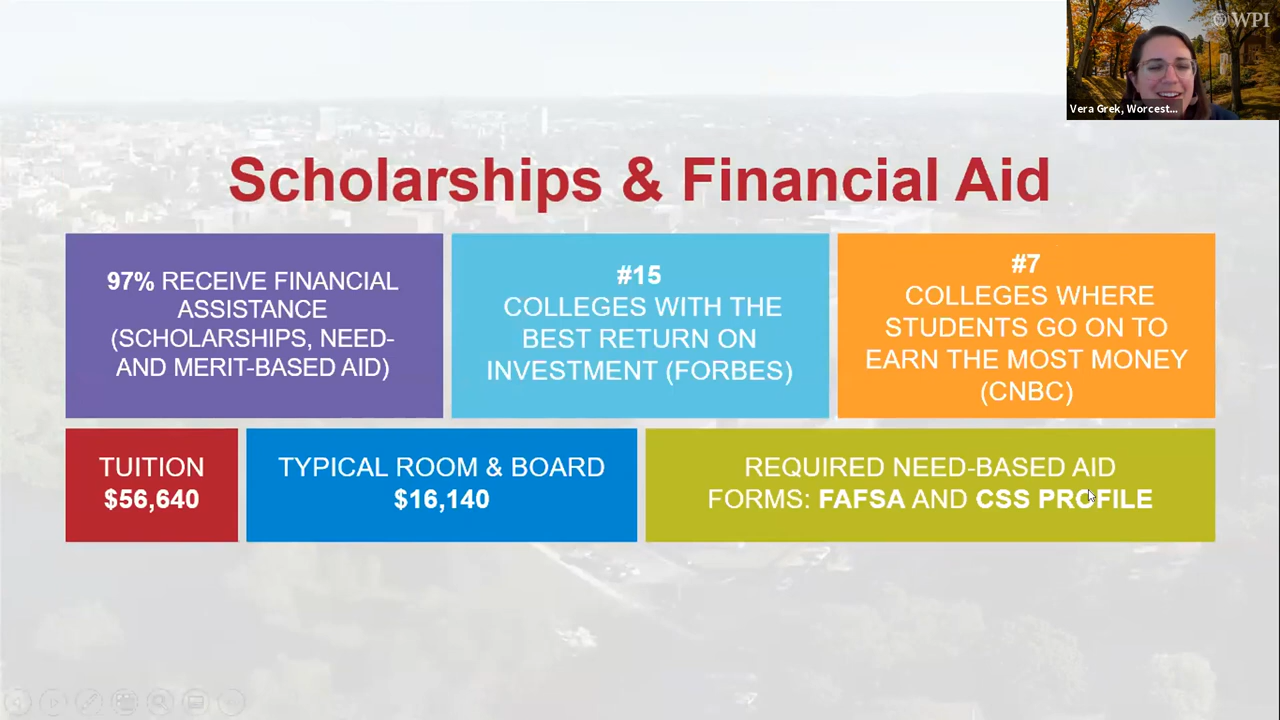 WPI
Vera Grek, Worcest...
Scholarships & Financial Aid
97% RECEIVE FINANCIAL
ASSISTANCE
(SCHOLARSHIPS, NEED-
AND MERIT-BASED AID)
#15
COLLEGES WITH THE
BEST RETURN ON
INVESTMENT (FORBES)
#7
COLLEGES WHERE
STUDENTS GO ON TO
EARN THE MOST MONEY
(CNBC)
TUITION
$56,640
TYPICAL ROOM & BOARD
$16,140
REQUIRED NEED-BASED AID
FORMS: FAFSA AND CSS PROFILE